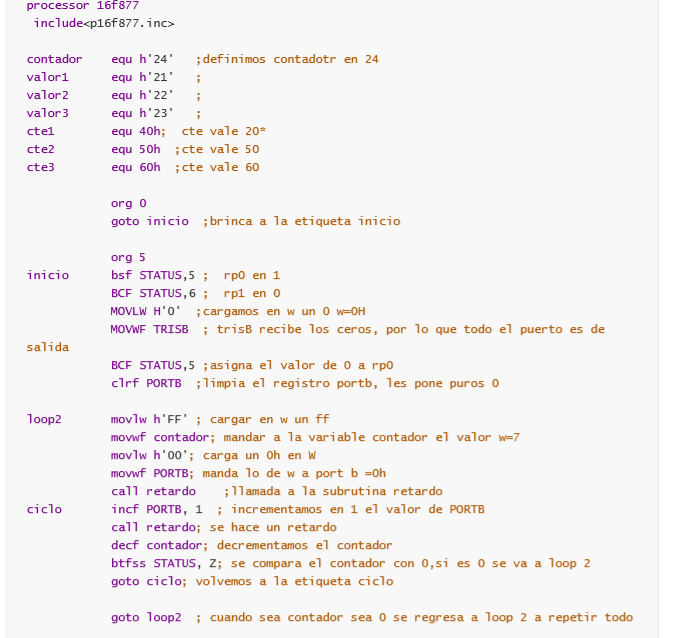 processor 16f877
include<p16f877.inc>
contador equ h'24' ;definimos contadotr en 24
valor1 equ h'21' ;
valor2 equ h'22' ;
valor3 equ h'23' ;
cte1 equ 40h; cte vale 20*
cte2 equ 50h ;cte vale 50
cte3 equ 60h ;cte vale 60
org 0
goto inicio ;brinca a la etiqueta inicio
org 5
inicio bsf STATUS,5 ; rp0 en 1
BCF STATUS,6 ; rp1 en 0
MOVLW H'0' ;cargamos en w un 0 w=0H
MOVWF TRISB ; trisB recibe los ceros, por lo que todo el puerto es de
salida
BCF STATUS,5 ;asigna el valor de 0 a rp0
clrf PORTB ;limpia el registro portb, les pone puros 0
loop2 movlw h'FF' ; cargar en w un ff
movwf contador; mandar a la variable contador el valor w=7
movlw h'00'; carga un 0h en W
movwf PORTB; manda lo de w a port b =0h
call retardo ;llamada a la subrutina retardo
ciclo incf PORTB, 1 ; incrementamos en 1 el valor de PORTB
call retardo; se hace un retardo
decf contador; decrementamos el contador
btfss STATUS, Z; se compara el contador con 0,si es 0 se va a loop 2
goto ciclo; volvemos a la etiqueta ciclo
goto loop2 ; cuando sea contador sea 0 se regresa a loop 2 a repetir todo